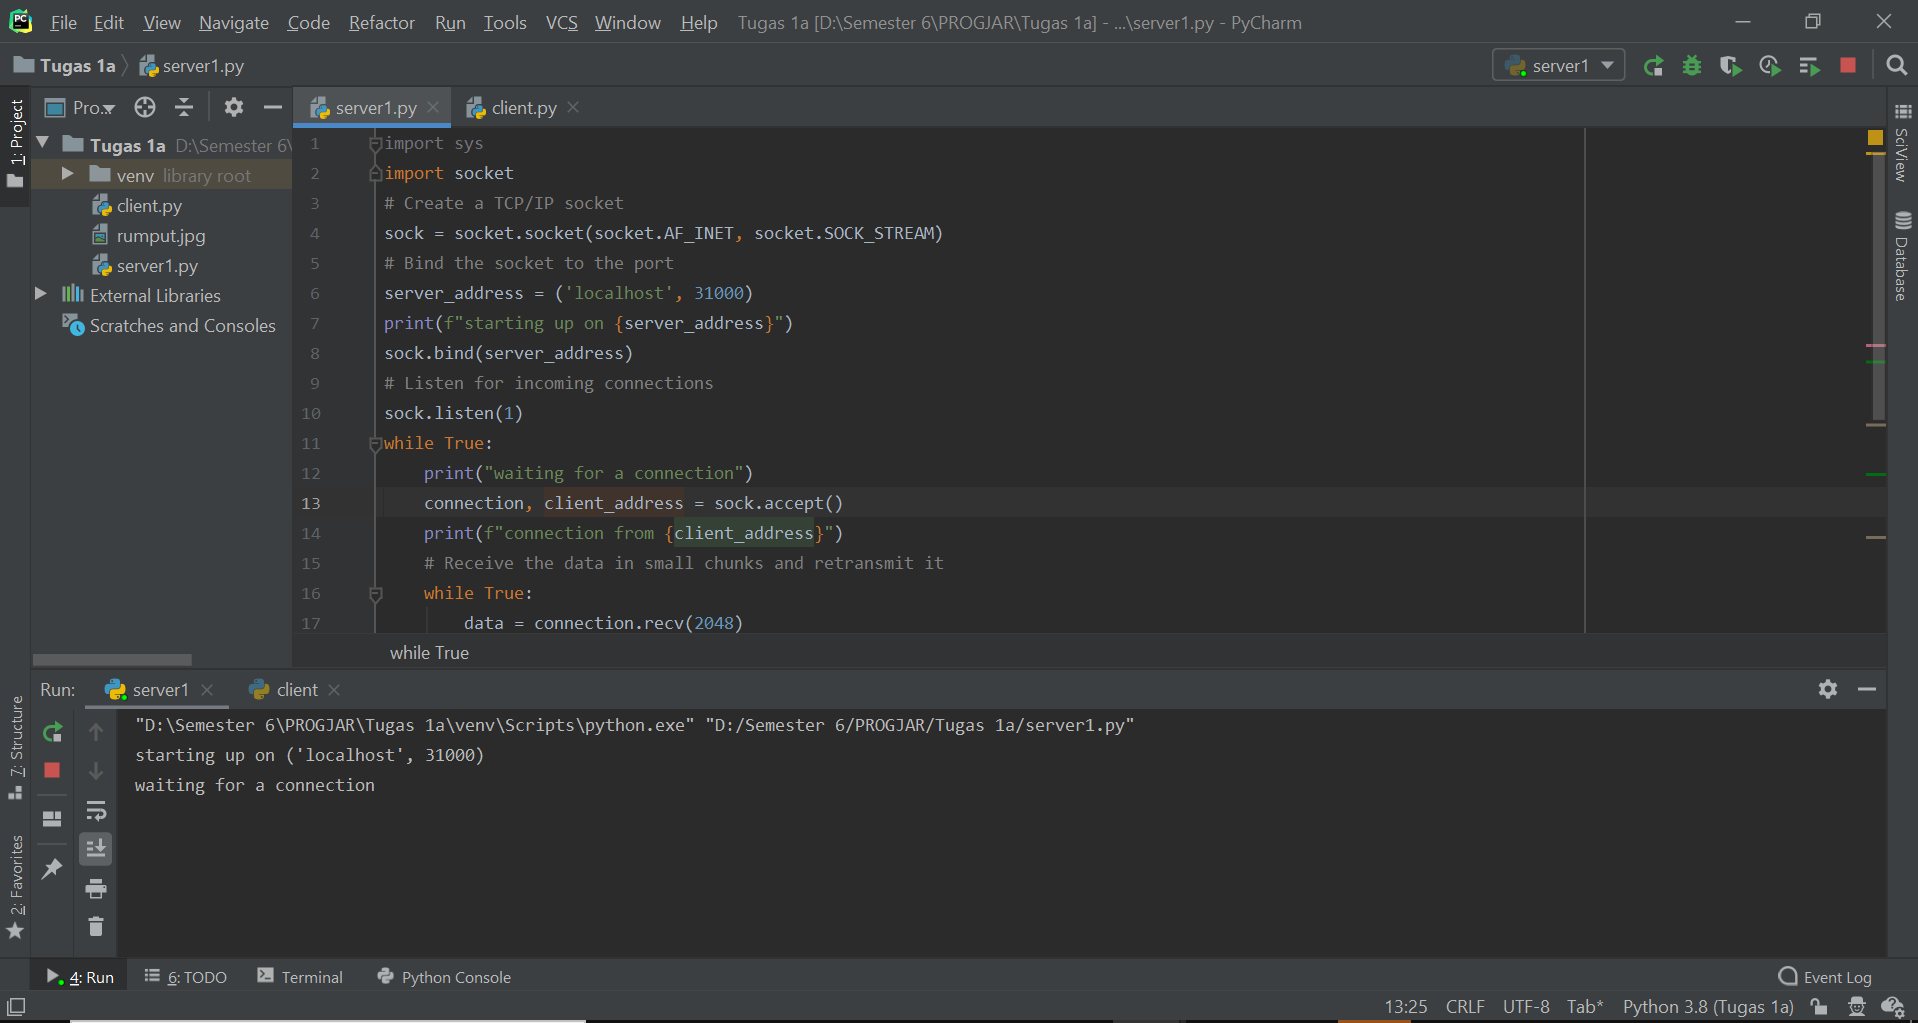 PC File Edit View Navigate Code Refactor Run Tools VCS Window Help Tugas 1a [D:\Semester 6\PROGJAR\Tugas 1a] - ...\server1.py - PyCharm
Tugas 1a server1.py server1
1: Project
Pro..
server1.py client.py
Tugas 1a D:\Semester 6\
venv library root
client.py
rumput.jpg
server1.py
External Libraries
Scratches and Consoles
1 import sys
2 import socket
3 # Create a TCP/IP socket
4 sock = socket.socket(socket.AF_INET, socket.SOCK_STREAM)
5 # Bind the socket to the port
6 server_address = ('localhost', 31000)
7 print(f"starting up on {server_address}")
8 sock.bind(server_address)
9 # Listen for incoming connections
10 sock.listen(1)
11 while True:
12 print("waiting for a connection")
13 connection, client_address = sock.accept()
14 print(f"connection from {client_address}")
15 # Receive the data in small chunks and retransmit it
16 while True:
17 data = connection.recv(2048)
while True
SciView
Database
Run: server1 client
7: Structure
2: Favorites
"D:\Semester 6\PROGJAR\Tugas 1a\venv\Scripts\python.exe" "D:/Semester 6/PROGJAR/Tugas 1a/server1.py"
starting up on ('localhost', 31000)
waiting for a connection
4: Run 6: TODO Terminal Python Console Event Log
13:25 CRLF UTF-8 Tab* Python 3.8 (Tugas 1a)